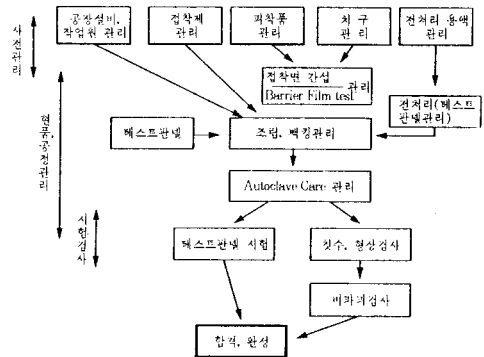 사전관리
현품, 공정관리
시험검사
공장설비,
작업원 관리
접착제
관리
피착품
관리
치구
관리
전처리 용액
관리
접착면 간섭
Barrier Film test
관리
전처리(테스트
판넬관리)
테스트판넬
조립, 백킹관리
Autoclave Care 관리
테스트판넬 시험
칫수, 형상검사
비파괴검사
합격, 완성